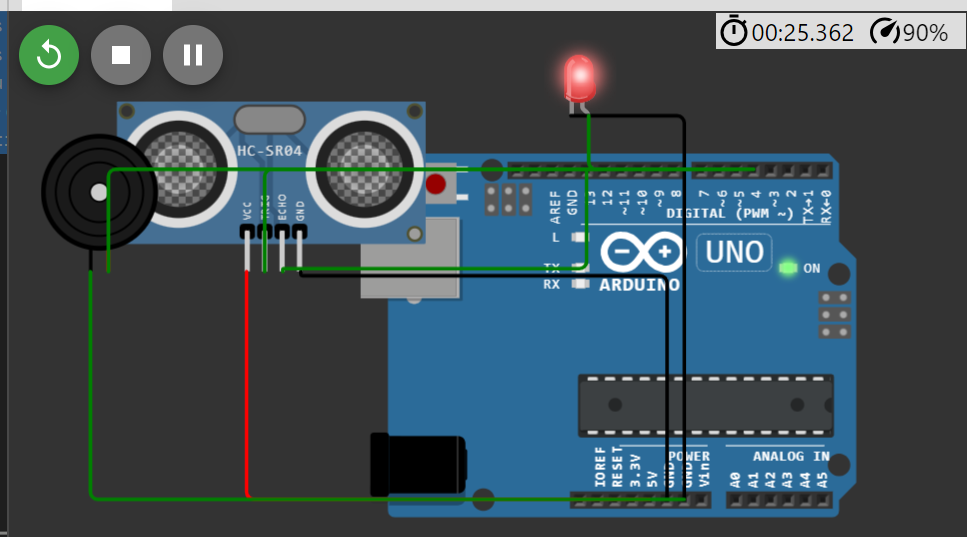 00:25.362 90%
HC-SR04
VCC
ECHO
GND
AREF
GND
13
12
~11
~10
~9
8
7
~6
~5
4
~3
2
TX→1
RX←0
DIGITAL (PWM ~)
L
TX
RX
UNO
ARDUINO
ON
IOREF
RESET
3.3V
5V
GND
GND
Vin
POWER
ANALOG IN
A0
A1
A2
A3
A4
A5